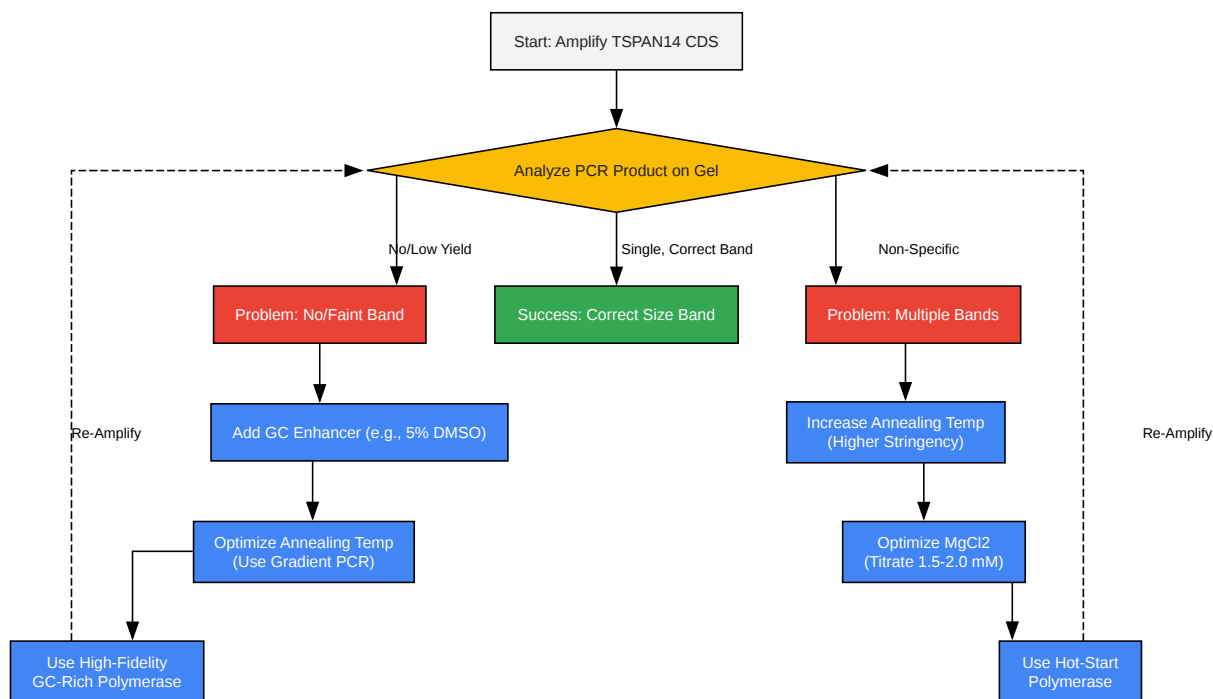 Start: Amplify TSPAN14 CDS
Analyze PCR Product on Gel
No/Low Yield
Single, Correct Band
Non-Specific
Problem: No/Faint Band
Success: Correct Size Band
Problem: Multiple Bands
Add GC Enhancer (e.g., 5% DMSO)
Increase Annealing Temp
(Higher Stringency)
Re-Amplify
Re-Amplify
Optimize Annealing Temp
(Use Gradient PCR)
Optimize MgCl2
(Titrate 1.5-2.0 mM)
Use High-Fidelity
GC-Rich Polymerase
Use Hot-Start
Polymerase